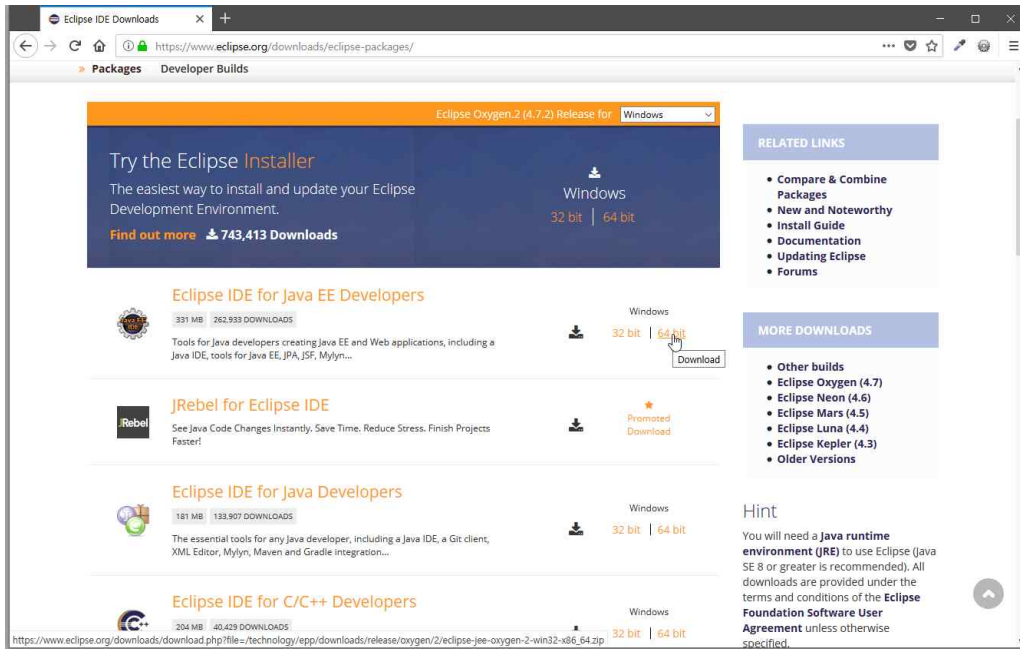 Eclipse IDE Downloads
https://www.eclipse.org/downloads/eclipse-packages/
» Packages Developer Builds
Eclipse Oxygen.2 (4.7.2) Release for Windows
Try the Eclipse Installer
The easiest way to install and update your Eclipse
Development Environment.
Find out more 743,413 Downloads
Windows
32 bit | 64 bit
Eclipse IDE for Java EE Developers
331 MB 262,933 DOWNLOADS
Tools for Java developers creating Java EE and Web applications, including a
Java IDE, tools for Java EE, JPA, JSF, Mylyn...
Windows
32 bit | 64 bit
Download
JRebel
JRebel for Eclipse IDE
See Java Code Changes Instantly. Save Time. Reduce Stress. Finish Projects
Faster!
Promoted
Download
Eclipse IDE for Java Developers
181 MB 133,907 DOWNLOADS
The essential tools for any Java developer, including a Java IDE, a Git client,
XML Editor, Mylyn, Maven and Gradle integration...
Windows
32 bit | 64 bit
Eclipse IDE for C/C++ Developers
204 MB 40,429 DOWNLOADS
Windows
32 bit | 64 bit
RELATED LINKS
• Compare & Combine
Packages
• New and Noteworthy
• Install Guide
• Documentation
• Updating Eclipse
• Forums
MORE DOWNLOADS
• Other builds
• Eclipse Oxygen (4.7)
• Eclipse Neon (4.6)
• Eclipse Mars (4.5)
• Eclipse Luna (4.4)
• Eclipse Kepler (4.3)
• Older Versions
Hint
You will need a Java runtime
environment (JRE) to use Eclipse (Java
SE 8 or greater is recommended). All
downloads are provided under the
terms and conditions of the Eclipse
Foundation Software User
Agreement unless otherwise
specified.
https://www.eclipse.org/downloads/download.php?file=/technology/epp/downloads/release/oxygen/2/eclipse-jee-oxygen-2-win32-x86_64.zip